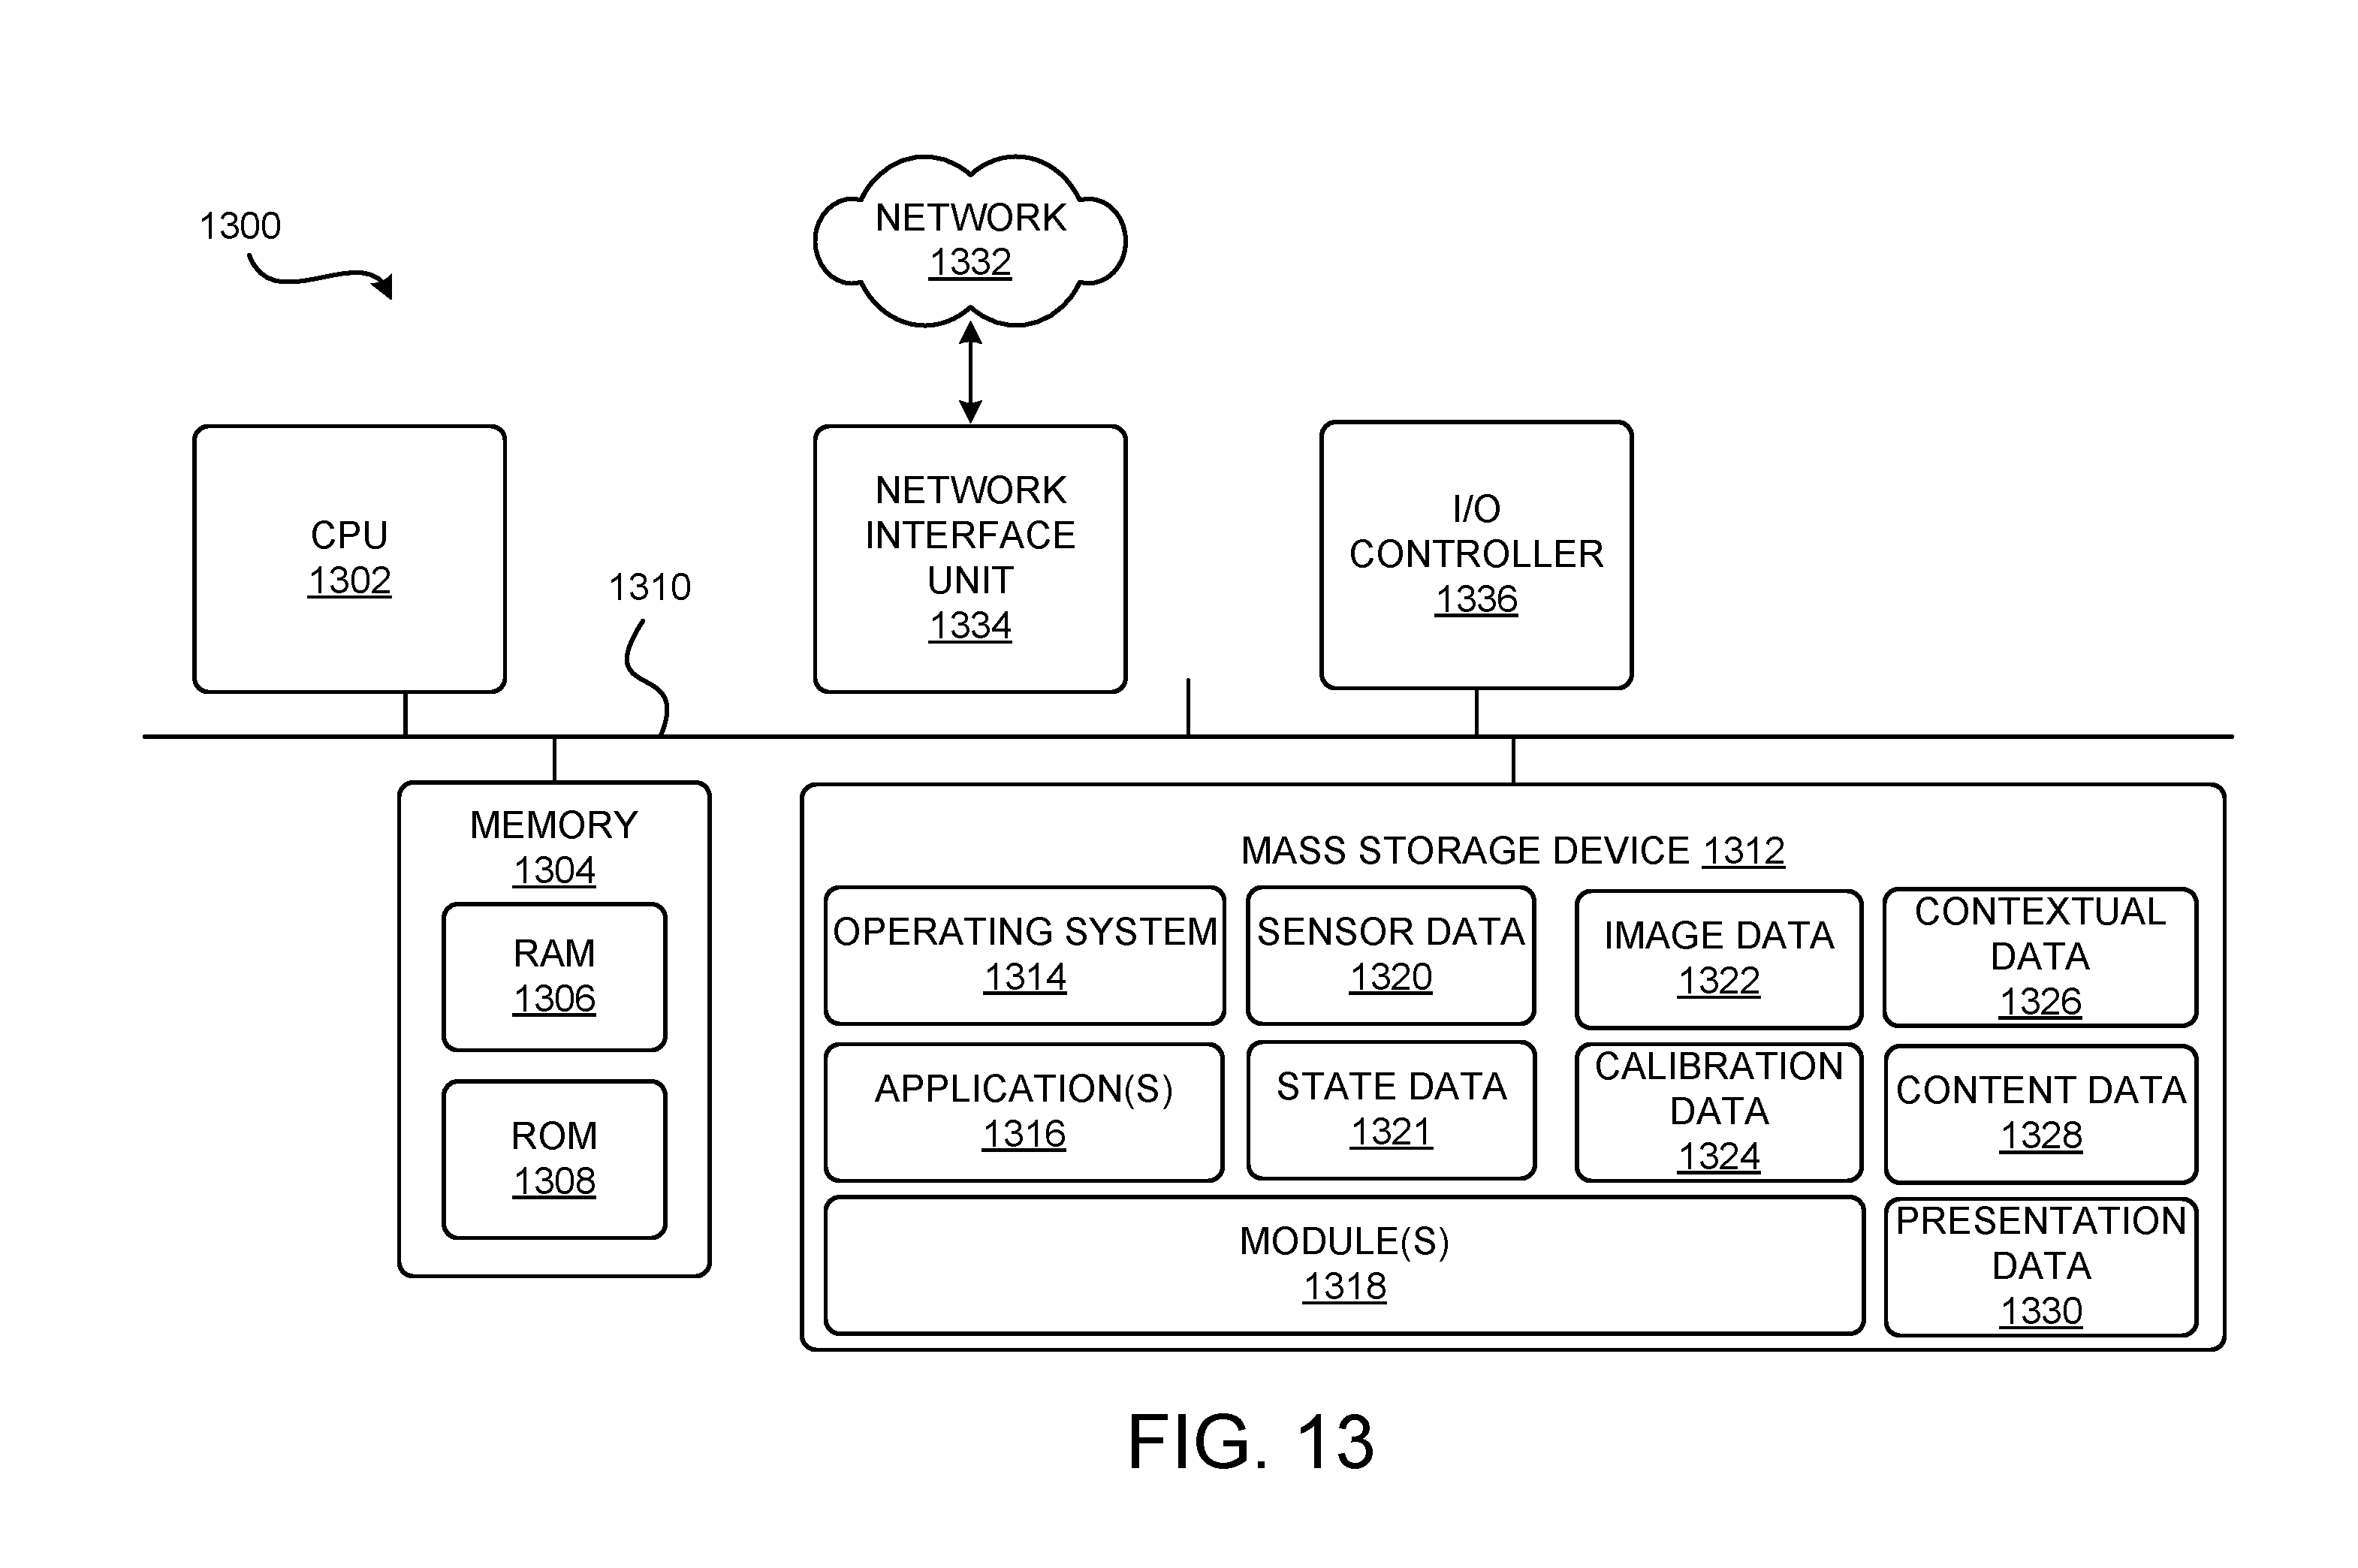 1300
NETWORK
1332
CPU
1302
NETWORK
INTERFACE
UNIT
1334
I/O
CONTROLLER
1336
1310
MEMORY
1304
RAM
1306
ROM
1308
MASS STORAGE DEVICE 1312
OPERATING SYSTEM
1314
SENSOR DATA
1320
IMAGE DATA
1322
CONTEXTUAL
DATA
1326
APPLICATION(S)
1316
STATE DATA
1321
CALIBRATION
DATA
1324
CONTENT DATA
1328
MODULE(S)
1318
PRESENTATION
DATA
1330
FIG. 13